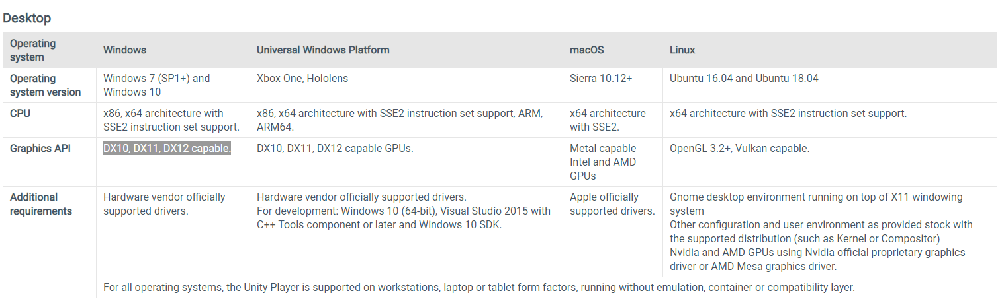 Desktop
Operating system
Windows
Universal Windows Platform
macOS
Linux
Operating system version
Windows 7 (SP1+) and
Windows 10
Xbox One, Hololens
Sierra 10.12+
Ubuntu 16.04 and Ubuntu 18.04
CPU
x86, x64 architecture with
SSE2 instruction set support.
x86, x64 architecture with SSE2 instruction set support, ARM,
ARM64.
x64 architecture
with SSE2.
x64 architecture with SSE2 instruction set support.
Graphics API
DX10, DX11, DX12 capable.
DX10, DX11, DX12 capable GPUs.
Metal capable
Intel and AMD
GPUs
OpenGL 3.2+, Vulkan capable.
Additional
requirements
Hardware vendor officially
supported drivers.
Hardware vendor officially supported drivers.
For development: Windows 10 (64-bit), Visual Studio 2015 with
C++ Tools component or later and Windows 10 SDK.
Apple officially
supported drivers.
Gnome desktop environment running on top of X11 windowing
system
Other configuration and user environment as provided stock with
the supported distribution (such as Kernel or Compositor)
Nvidia and AMD GPUs using Nvidia official proprietary graphics
driver or AMD Mesa graphics driver.
For all operating systems, the Unity Player is supported on workstations, laptop or tablet form factors, running without emulation, container or compatibility layer.